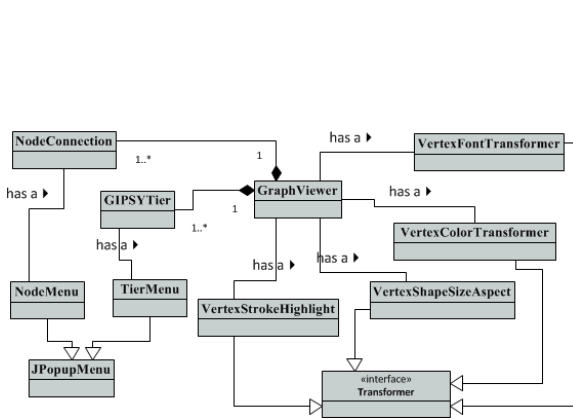 NodeConnection
1..*
1
has a
VertexFontTransformer
has a
GIPSYTier
1..*
1
GraphViewer
has a
VertexColorTransformer
has a
has a
has a
NodeMenu
TierMenu
VertexStrokeHighlight
VertexShapeSizeAspect
JPopupMenu
«interface»
Transformer